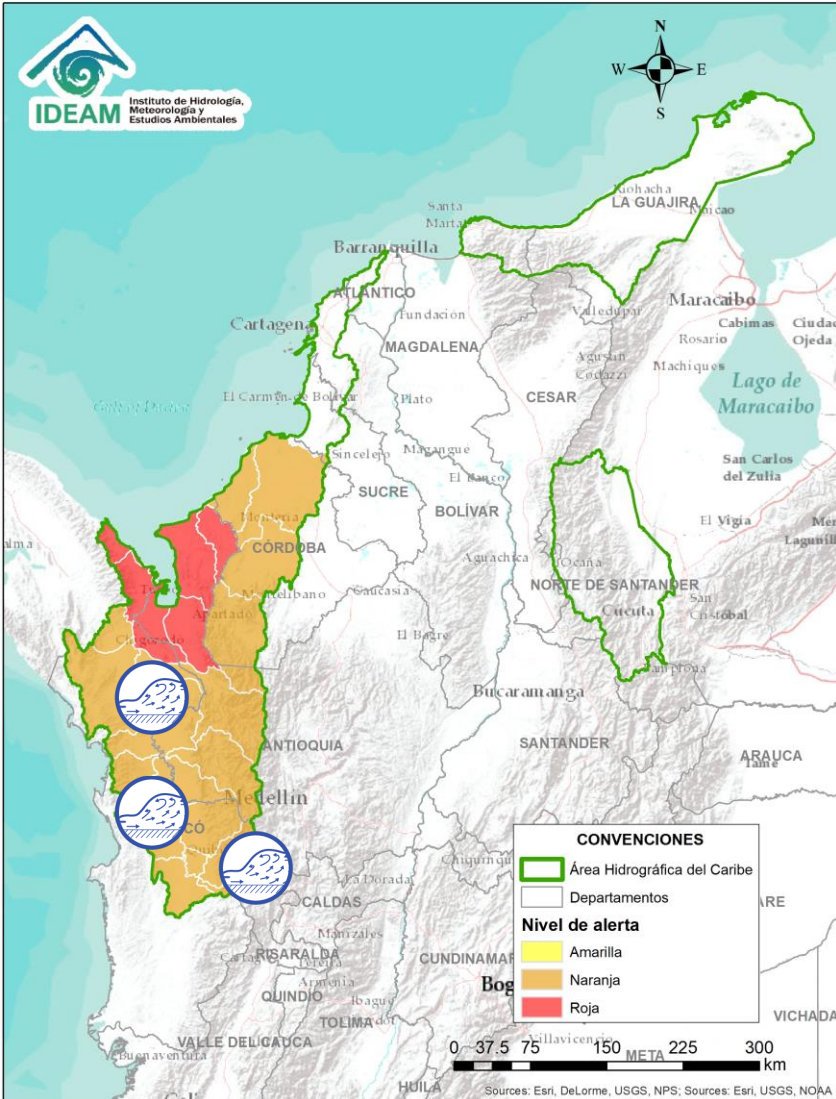 IDEAM
Instituto de Hidrología,
Meteorología y
Estudios Ambientales
N
W
E
S
Riohacha
LA GUAJIRA
Maicao
Santa
Marta
Barranquilla
ATLÁNTICO
Maracaibo
Cartagena
Fundación
Valledupar
Cabimas
Ciudad
Ojeda
Rosario
MAGDALENA
Machiques
Agustín
Codazzi
Lago de
Maracaibo
El Carmen de Bolívar
Plato
CESAR
Sincelejo
Magangué
San Carlos
del Zulia
El Banco
SUCRE
BOLÍVAR
Montería
El Vigía
CÓRDOBA
Aguachica
Ocaña
Montelíbano
Caucasia
NORTE DE SANTANDER
San
Cristóbal
Apartadó
Cúcuta
El Bagre
Chigorodó
Pamplona
Bucaramanga
ANTIOQUIA
SANTANDER
ARAUCA
Tame
Medellín
CÓ
La Dorada
CALDAS
Manizales
RISARALDA
Pereira
CUNDINAMAR
Armenia
QUINDÍO
Ibagué
Bog
TOLIMA
VICHADA
Villavicencio
VALLE DEL CAUCA
META
Buenaventura
HUILA
CONVENCIONES
Área Hidrográfica del Caribe
Departamentos
Nivel de alerta
Amarilla
Naranja
Roja
0 37.5 75 150 225 300
km
Sources: Esri, DeLorme, USGS, NPS; Sources: Esri, USGS, NOAA